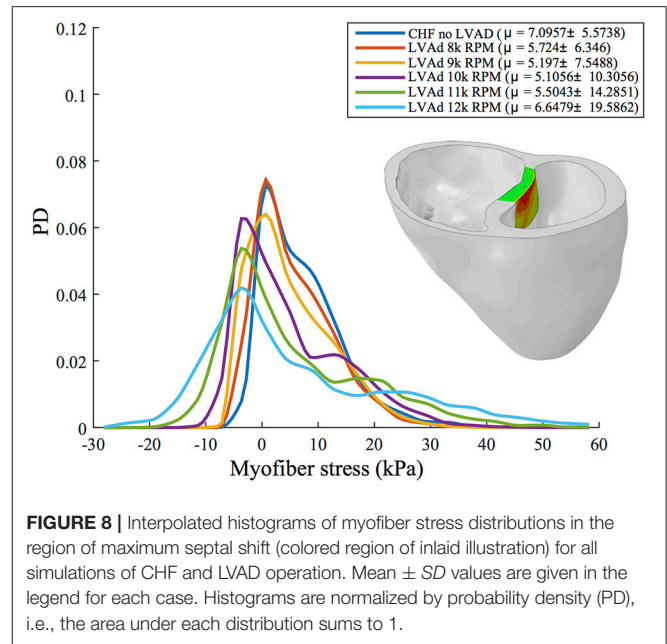 0.12
CHF no LVAD (μ = 7.0957± 5.5738)
LVAd 8k RPM (μ = 5.724± 6.346)
LVAd 9k RPM (μ = 5.197± 7.5488)
LVAd 10k RPM (μ = 5.1056± 10.3056)
LVAd 11k RPM (μ = 5.5043± 14.2851)
LVAd 12k RPM (μ = 6.6479± 19.5862)
0.1
0.08
PD
0.06
0.04
0.02
0
-30 -20 -10 0 10 20 30 40 50 60
Myofiber stress (kPa)
FIGURE 8 | Interpolated histograms of myofiber stress distributions in the
region of maximum septal shift (colored region of inlaid illustration) for all
simulations of CHF and LVAD operation. Mean ± SD values are given in the
legend for each case. Histograms are normalized by probability density (PD),
i.e., the area under each distribution sums to 1.